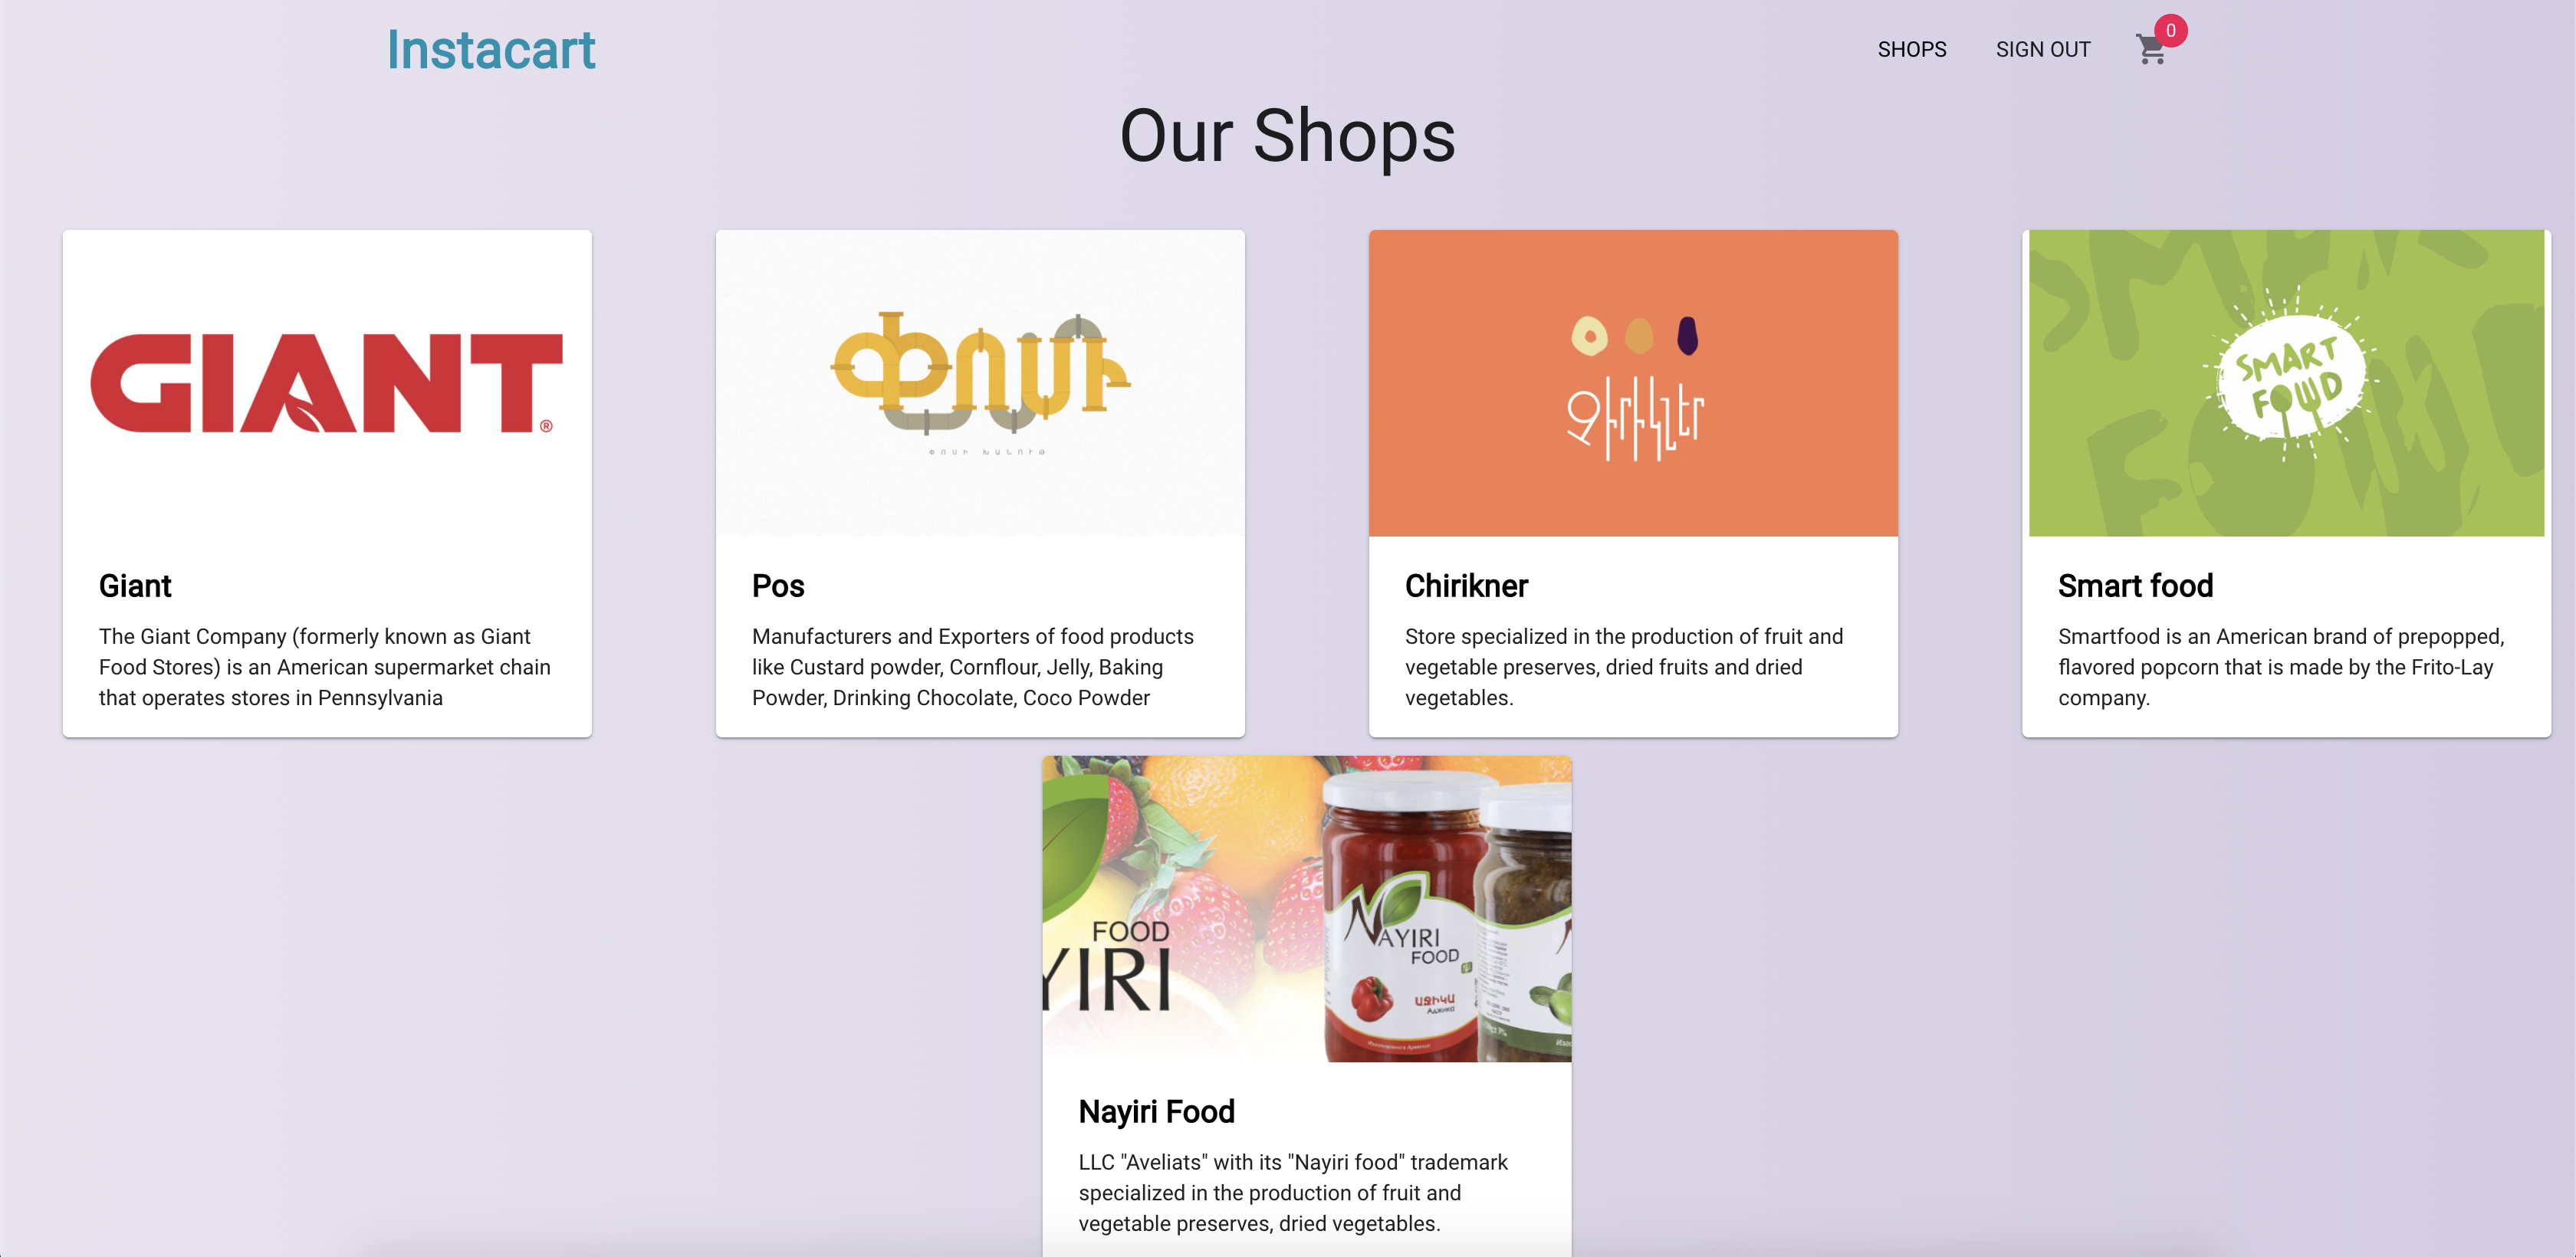 Instacart
SHOPS
SIGN OUT
0
Our Shops
GIANT®
Փոսի
ՓՈՍԻ ԽԱՆՈՒԹ
Չիրիկներ
SMART
FOOD
Giant
The Giant Company (formerly known as Giant
Food Stores) is an American supermarket chain
that operates stores in Pennsylvania
Pos
Manufacturers and Exporters of food products
like Custard powder, Cornflour, Jelly, Baking
Powder, Drinking Chocolate, Coco Powder
Chirikner
Store specialized in the production of fruit and
vegetable preserves, dried fruits and dried
vegetables.
Smart food
Smartfood is an American brand of prepopped,
flavored popcorn that is made by the Frito-Lay
company.
FOOD
YIRI
NAYIRI
FOOD
ԱՋԻԿԱ
Аджика
Изготовлено в Армении
Nayiri Food
LLC "Aveliats" with its "Nayiri food" trademark
specialized in the production of fruit and
vegetable preserves, dried vegetables.